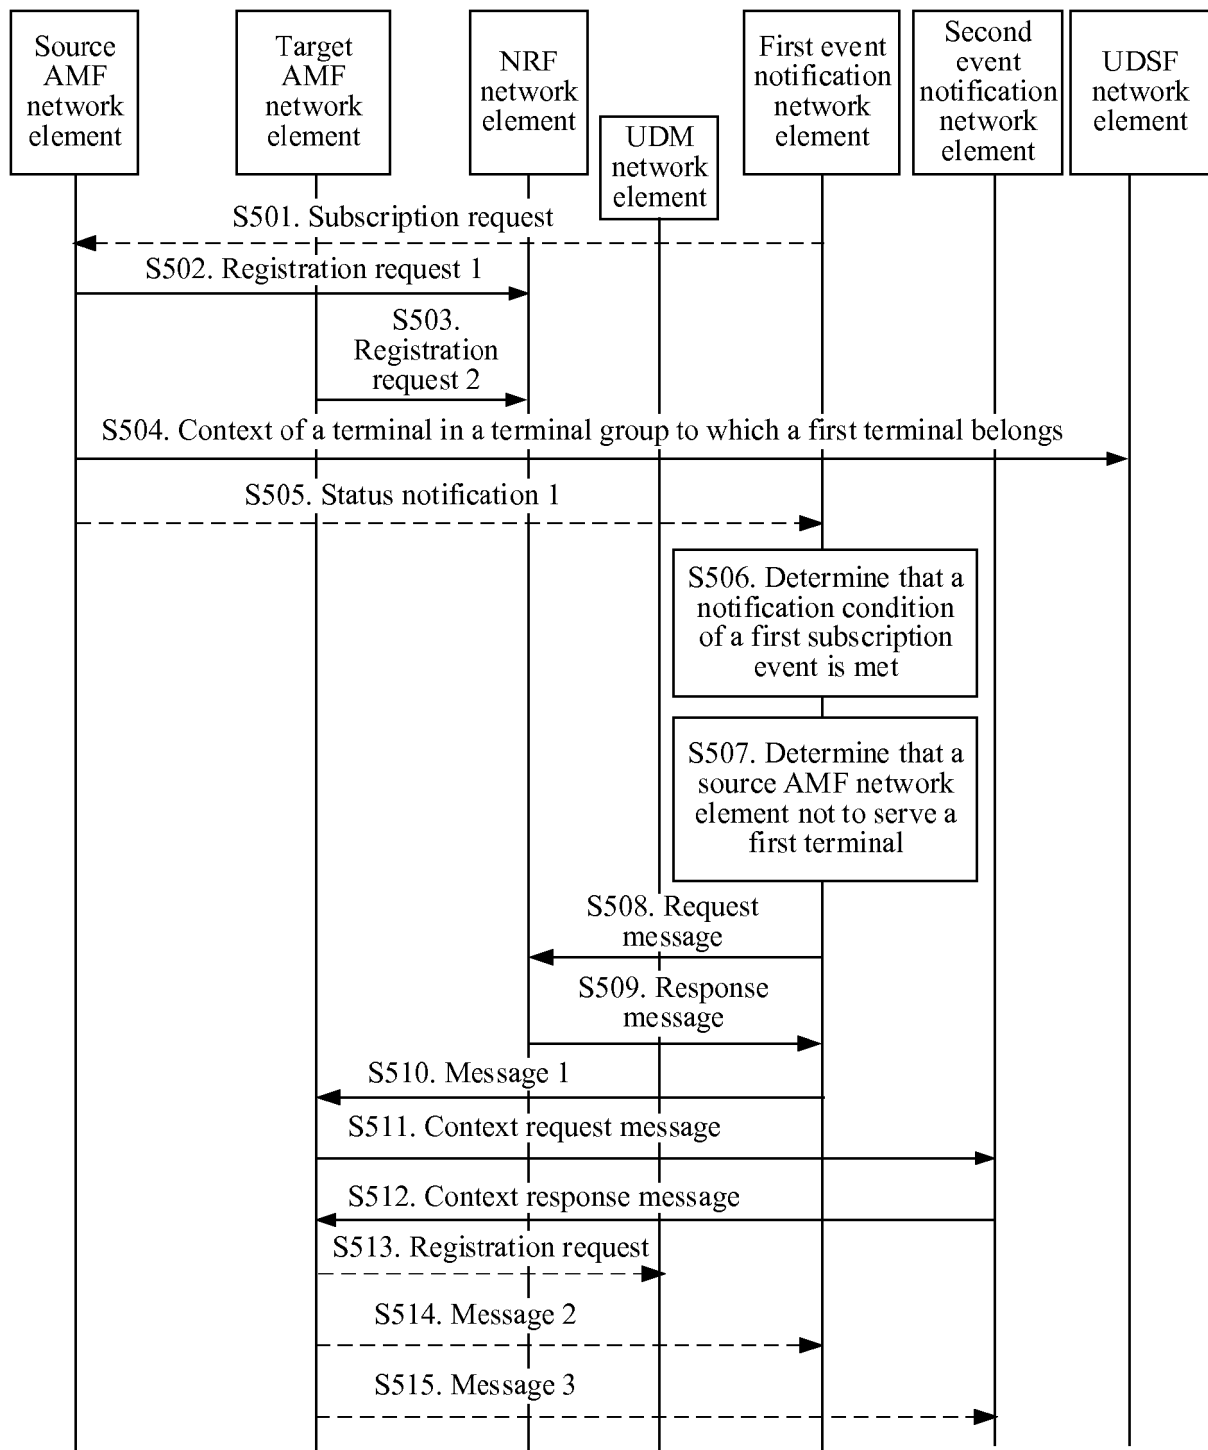 Source
AMF
network
element
Target
AMF
network
element
NRF
network
element
UDM
network
element
First event
notification
network
element
Second
event
notification
network
element
UDSF
network
element
S501. Subscription request
S502. Registration request 1
S503.
Registration
request 2
S504. Context of a terminal in a terminal group to which a first terminal belongs
S505. Status notification 1
S506. Determine that a
notification condition
of a first subscription
event is met
S507. Determine that a
source AMF network
element not to serve a
first terminal
S508. Request
message
S509. Response
message
S510. Message 1
S511. Context request message
S512. Context response message
S513. Registration request
S514. Message 2
S515. Message 3